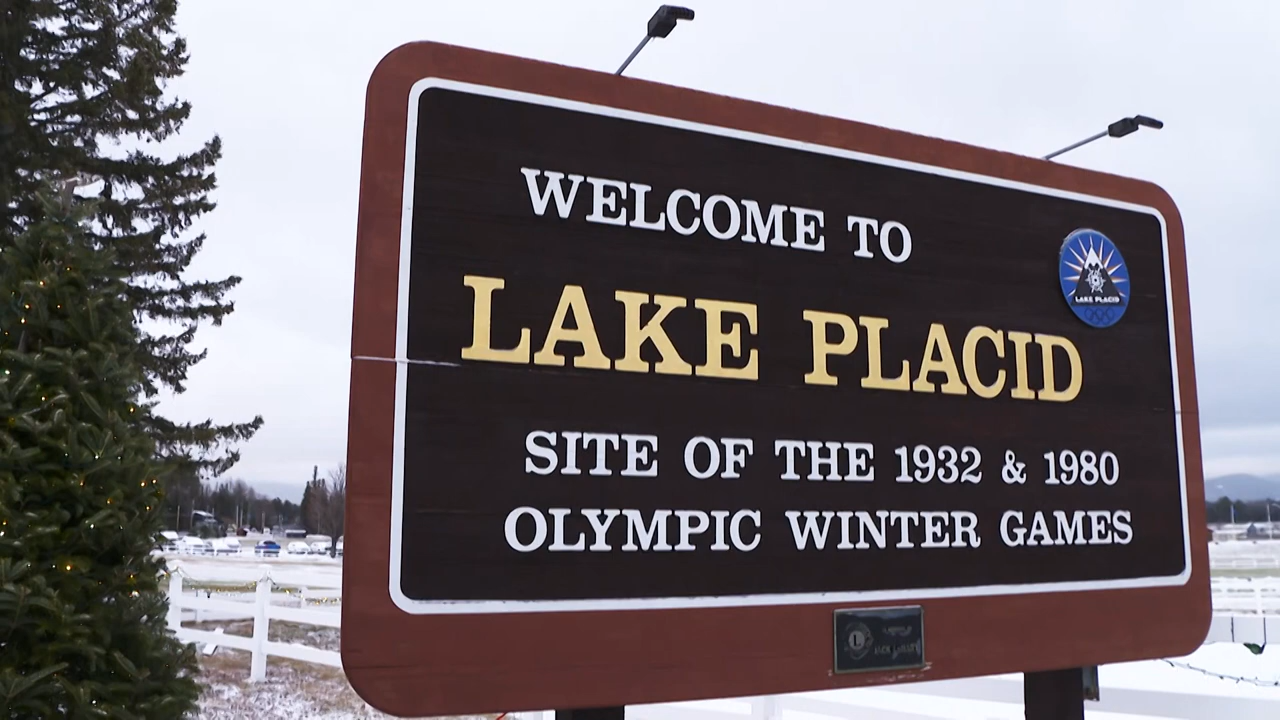 WELCOME TO
LAKE PLACID
LAKE PLACID
SITE OF THE 1932 & 1980
OLYMPIC WINTER GAMES
L